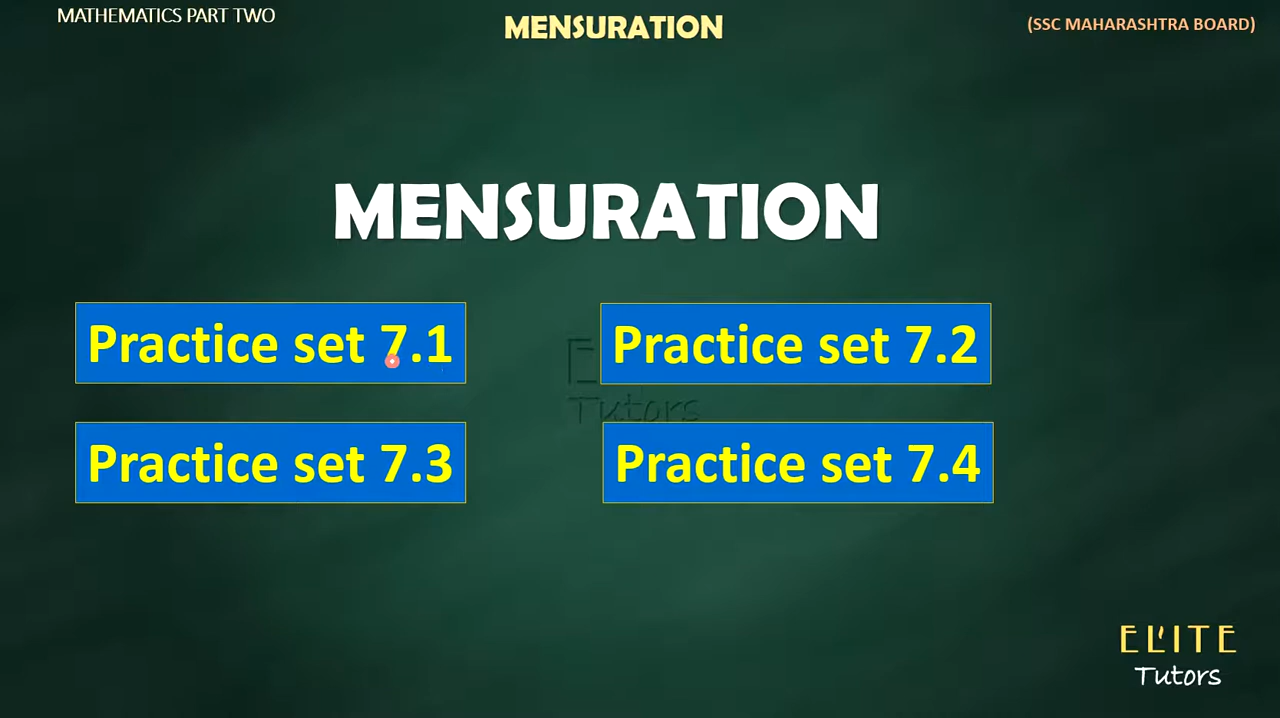 MATHEMATICS PART TWO
MENSURATION
(SSC MAHARASHTRA BOARD)
MENSURATION
Practice set 7.1
Practice set 7.2
Practice set 7.3
Practice set 7.4
E
Tutors
ELITE
Tutors